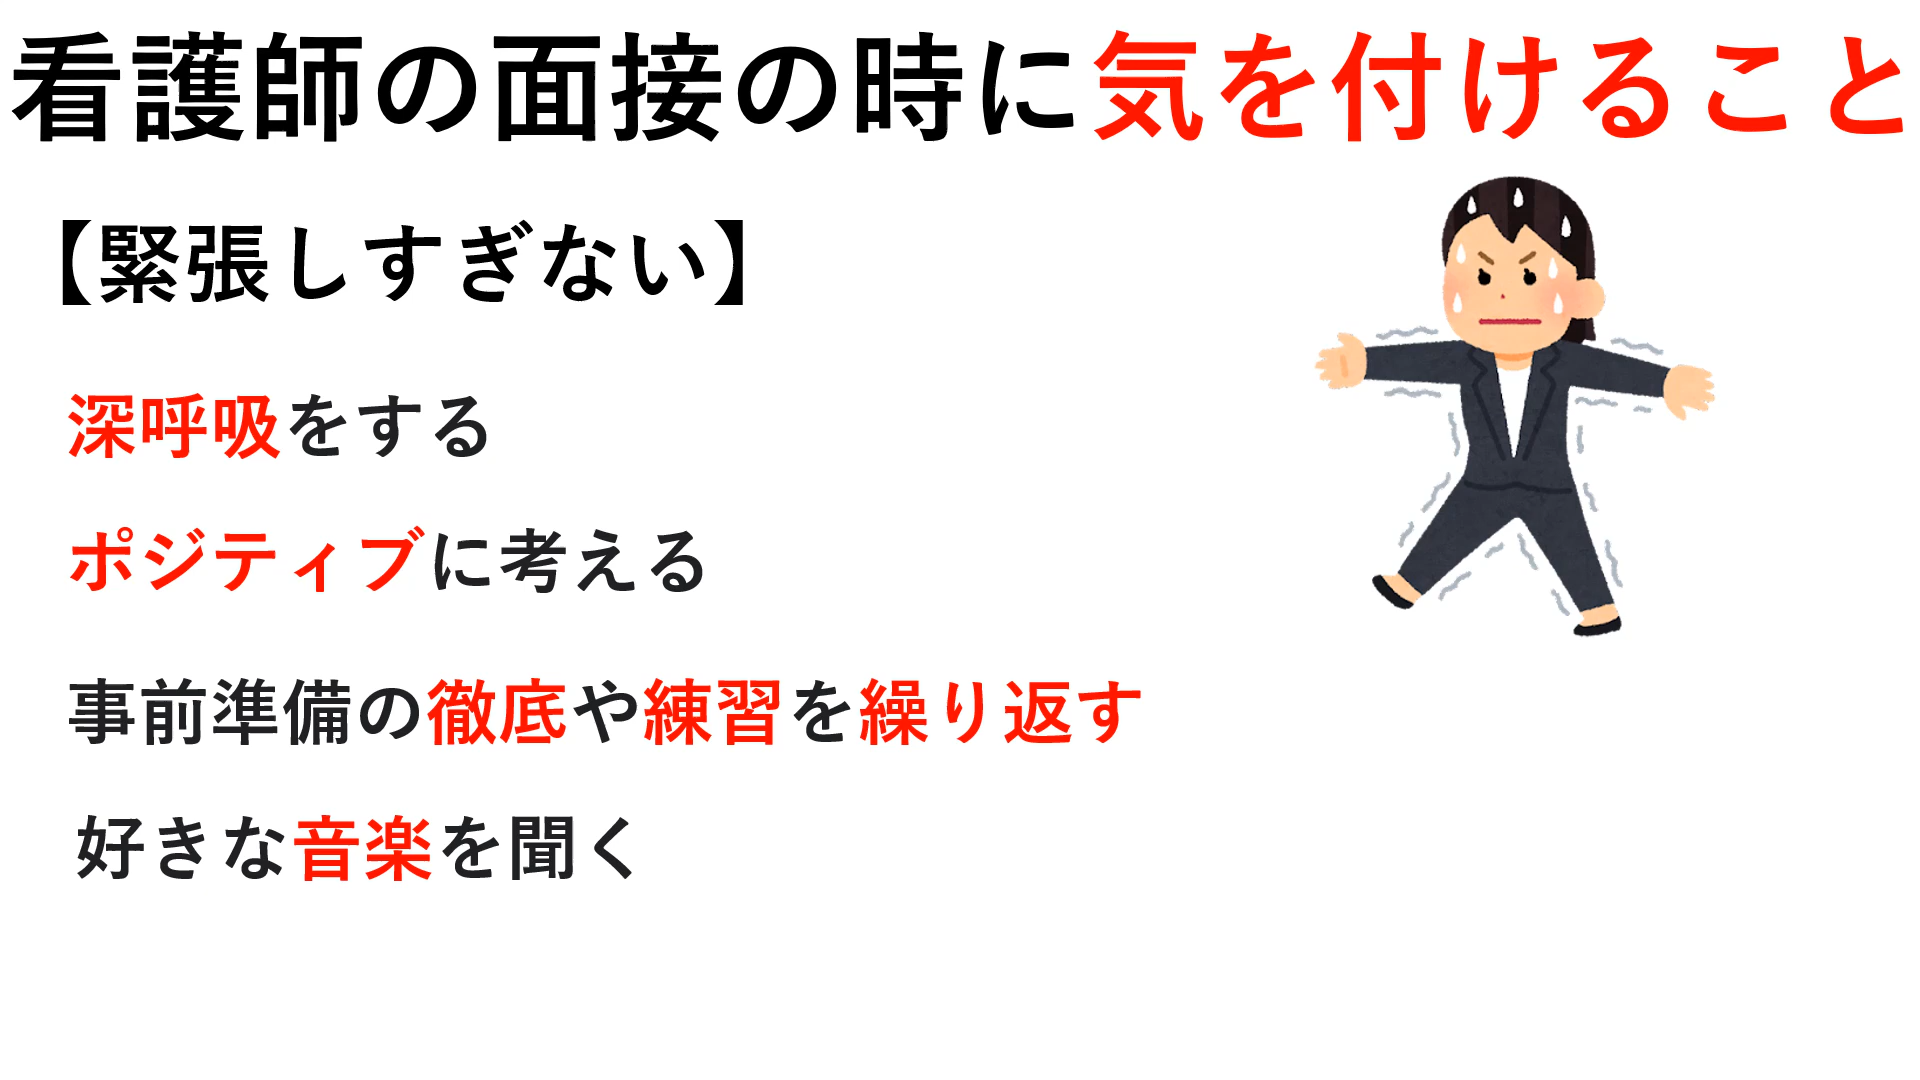 看護師の面接の時に気を付けること
【緊張しすぎない】
深呼吸をする
ポジティブに考える
事前準備の徹底や練習を繰り返す
好きな音楽を聞く